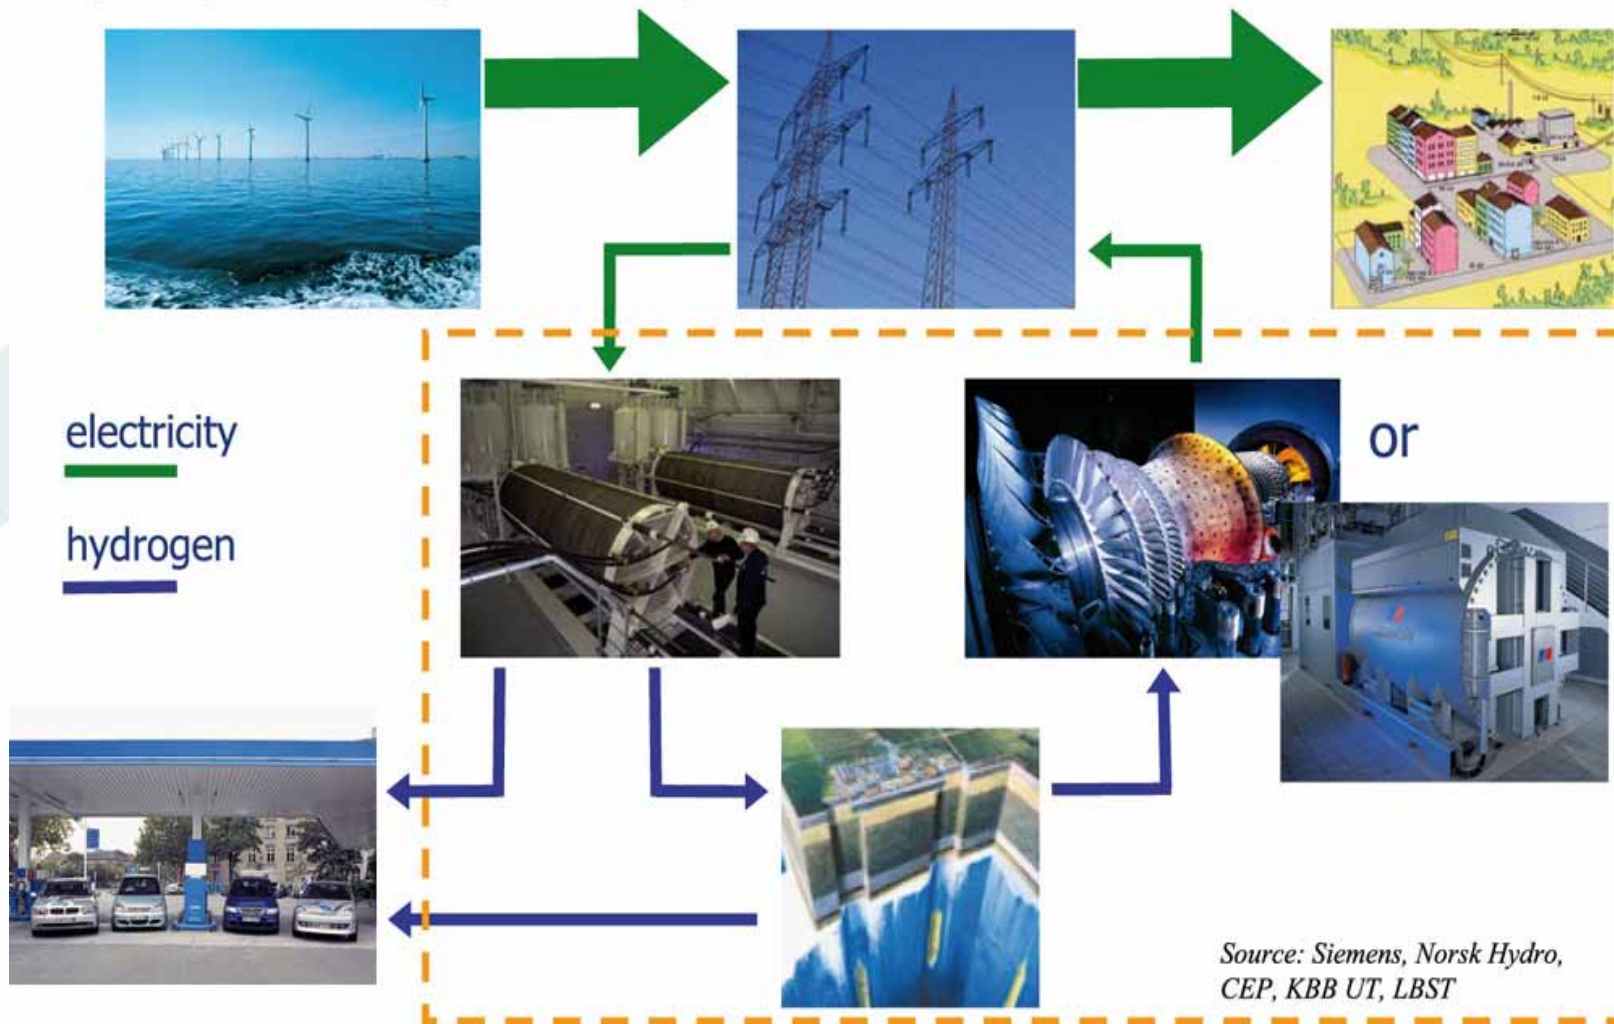 electricity
hydrogen
or
Source: Siemens, Norsk Hydro,
CEP, KBB UT, LBST